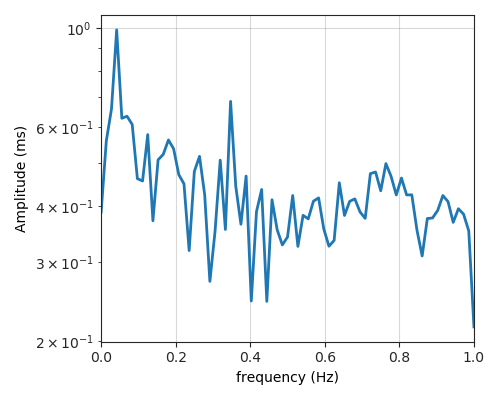 10⁰
6 × 10⁻¹
4 × 10⁻¹
3 × 10⁻¹
2 × 10⁻¹
Amplitude (ms)
0.0 0.2 0.4 0.6 0.8 1.0
frequency (Hz)